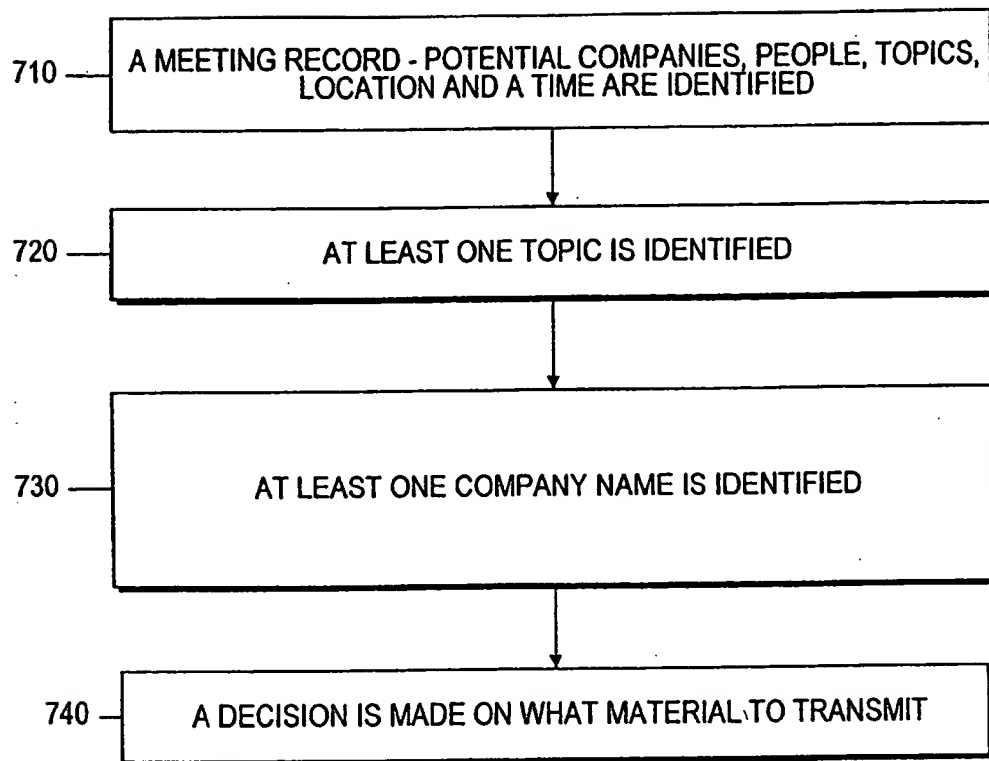 710
A MEETING RECORD - POTENTIAL COMPANIES, PEOPLE, TOPICS,
LOCATION AND A TIME ARE IDENTIFIED
720
AT LEAST ONE TOPIC IS IDENTIFIED
730
AT LEAST ONE COMPANY NAME IS IDENTIFIED
740
A DECISION IS MADE ON WHAT MATERIAL TO TRANSMIT